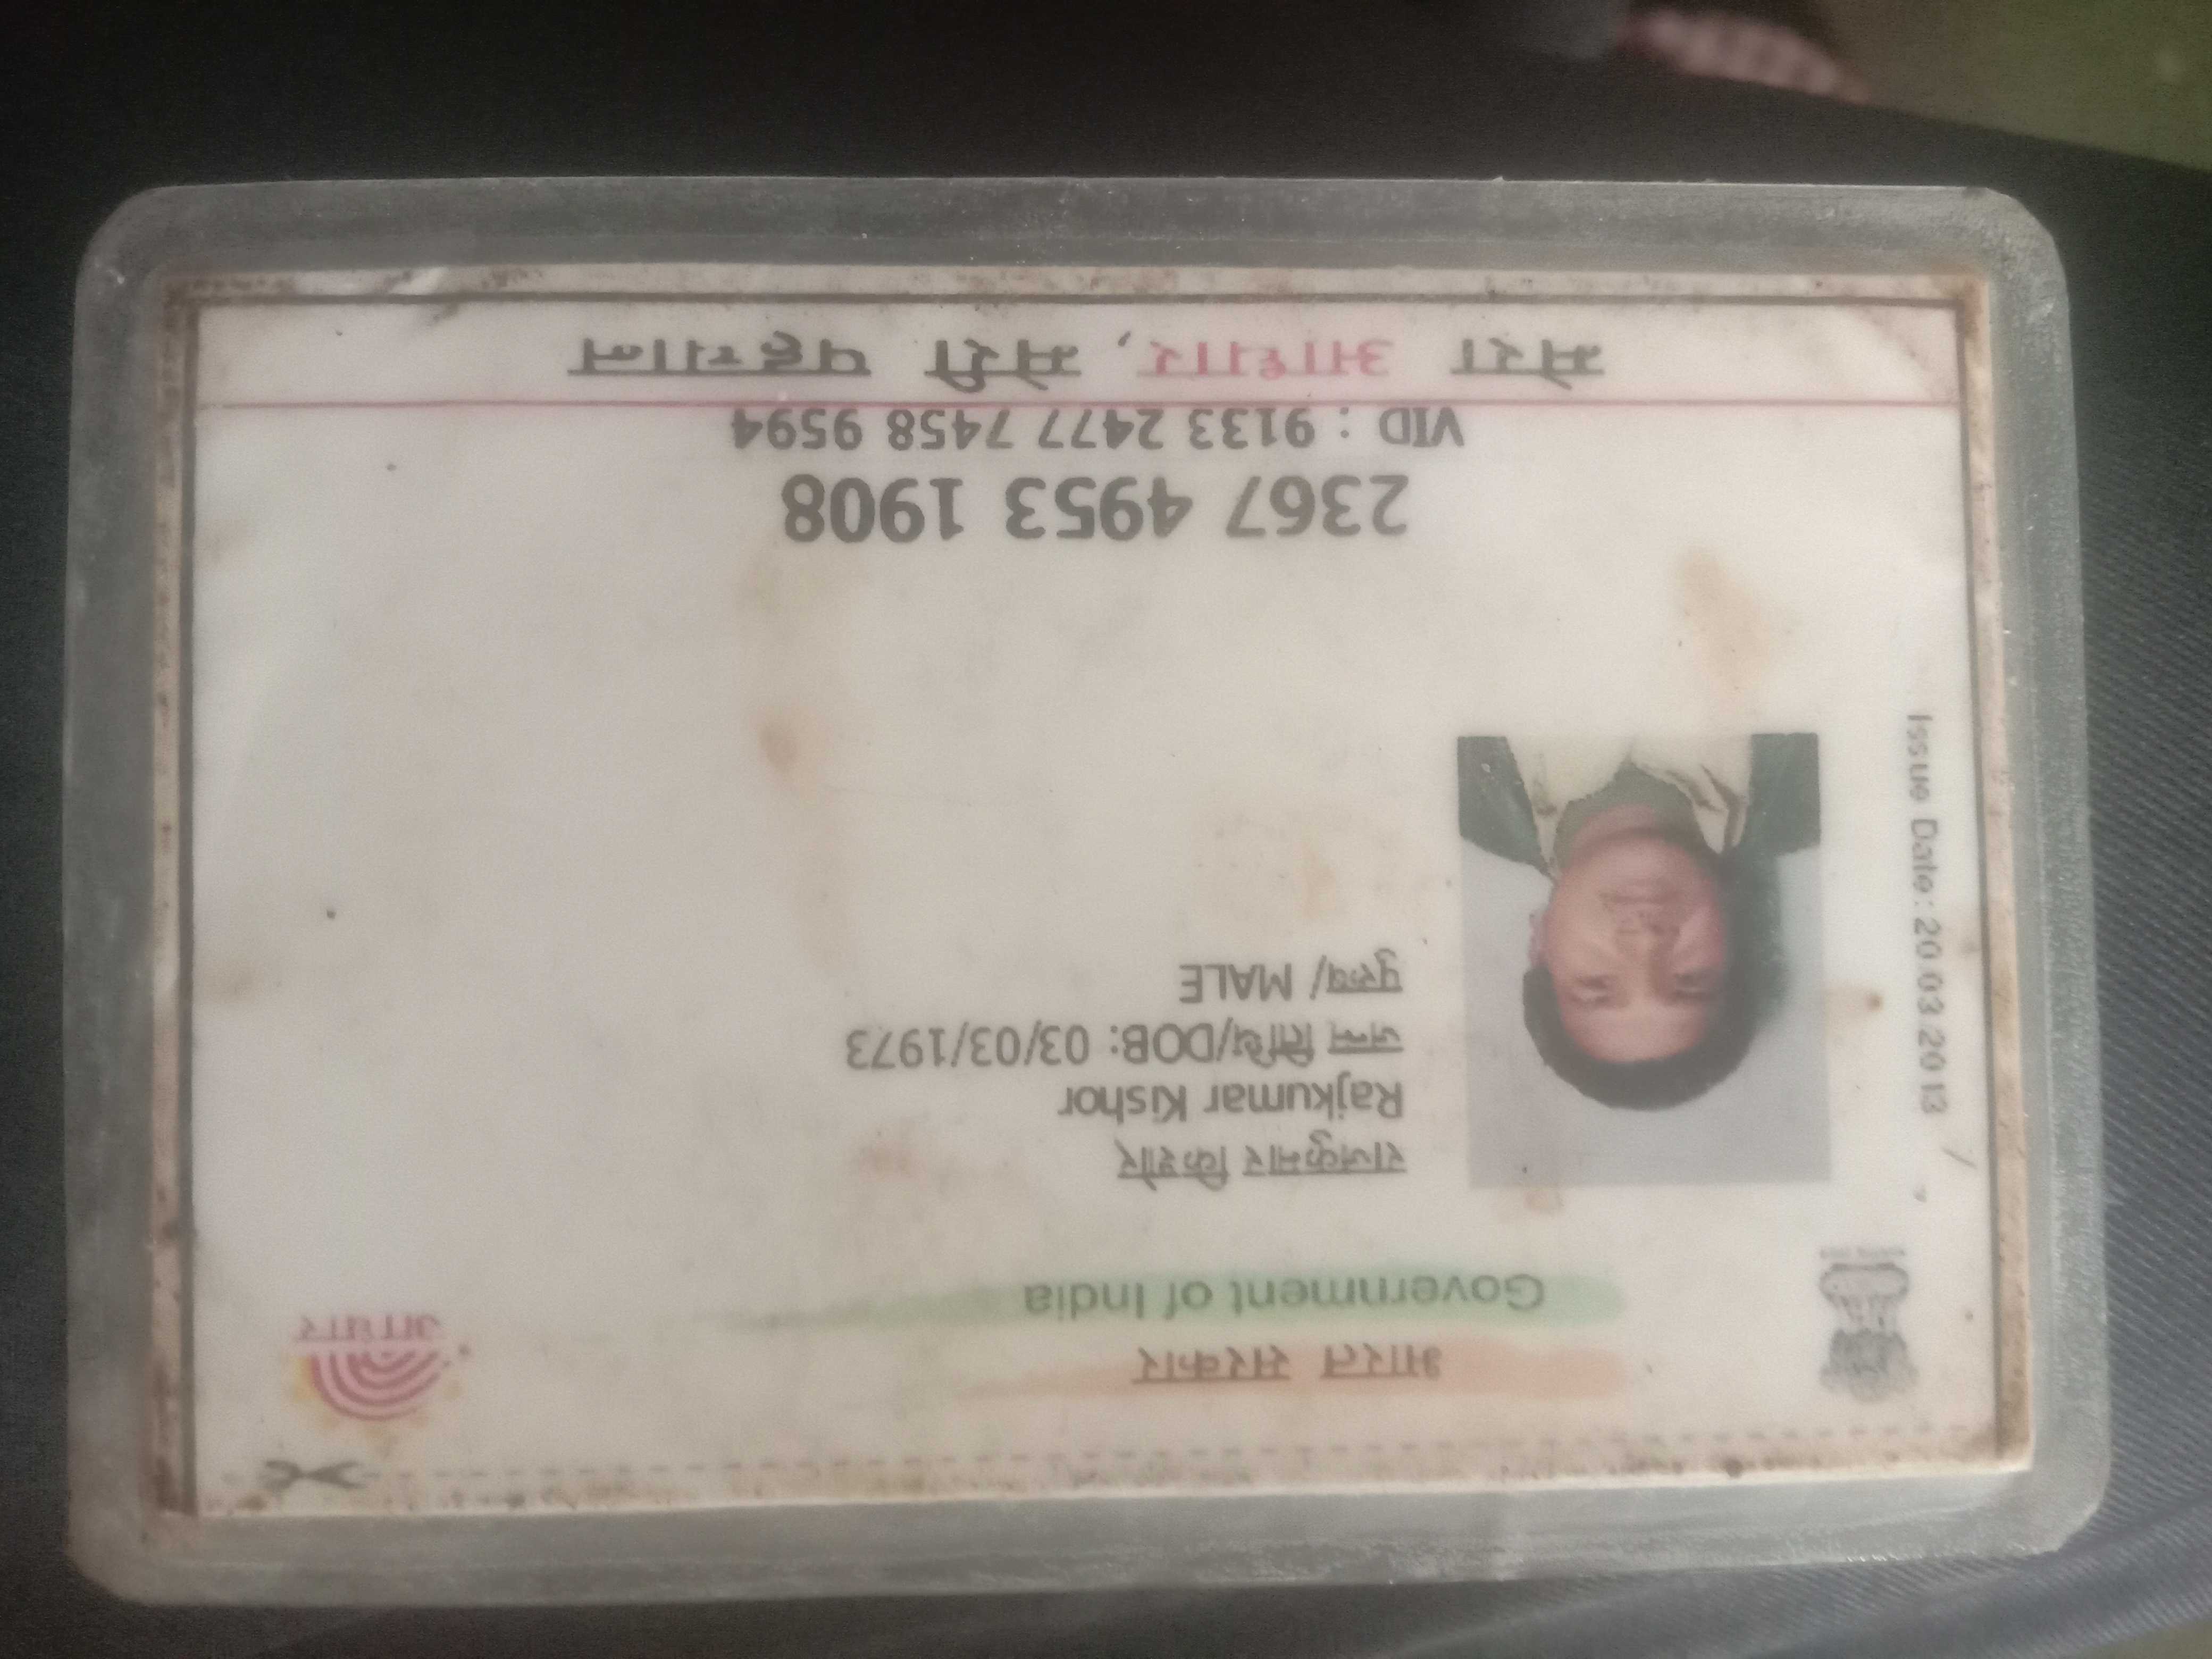 भारत सरकार
Government of India
आधार
Issue Date: 20 03 2013
राजकुमार किशोर
Rajkumar Kishor
जन्म तिथि/DOB: 03/03/1973
पुरुष/ MALE
2367 4953 1908
VID : 9133 2477 7458 9594
मेरा आधार, मेरी पहचान